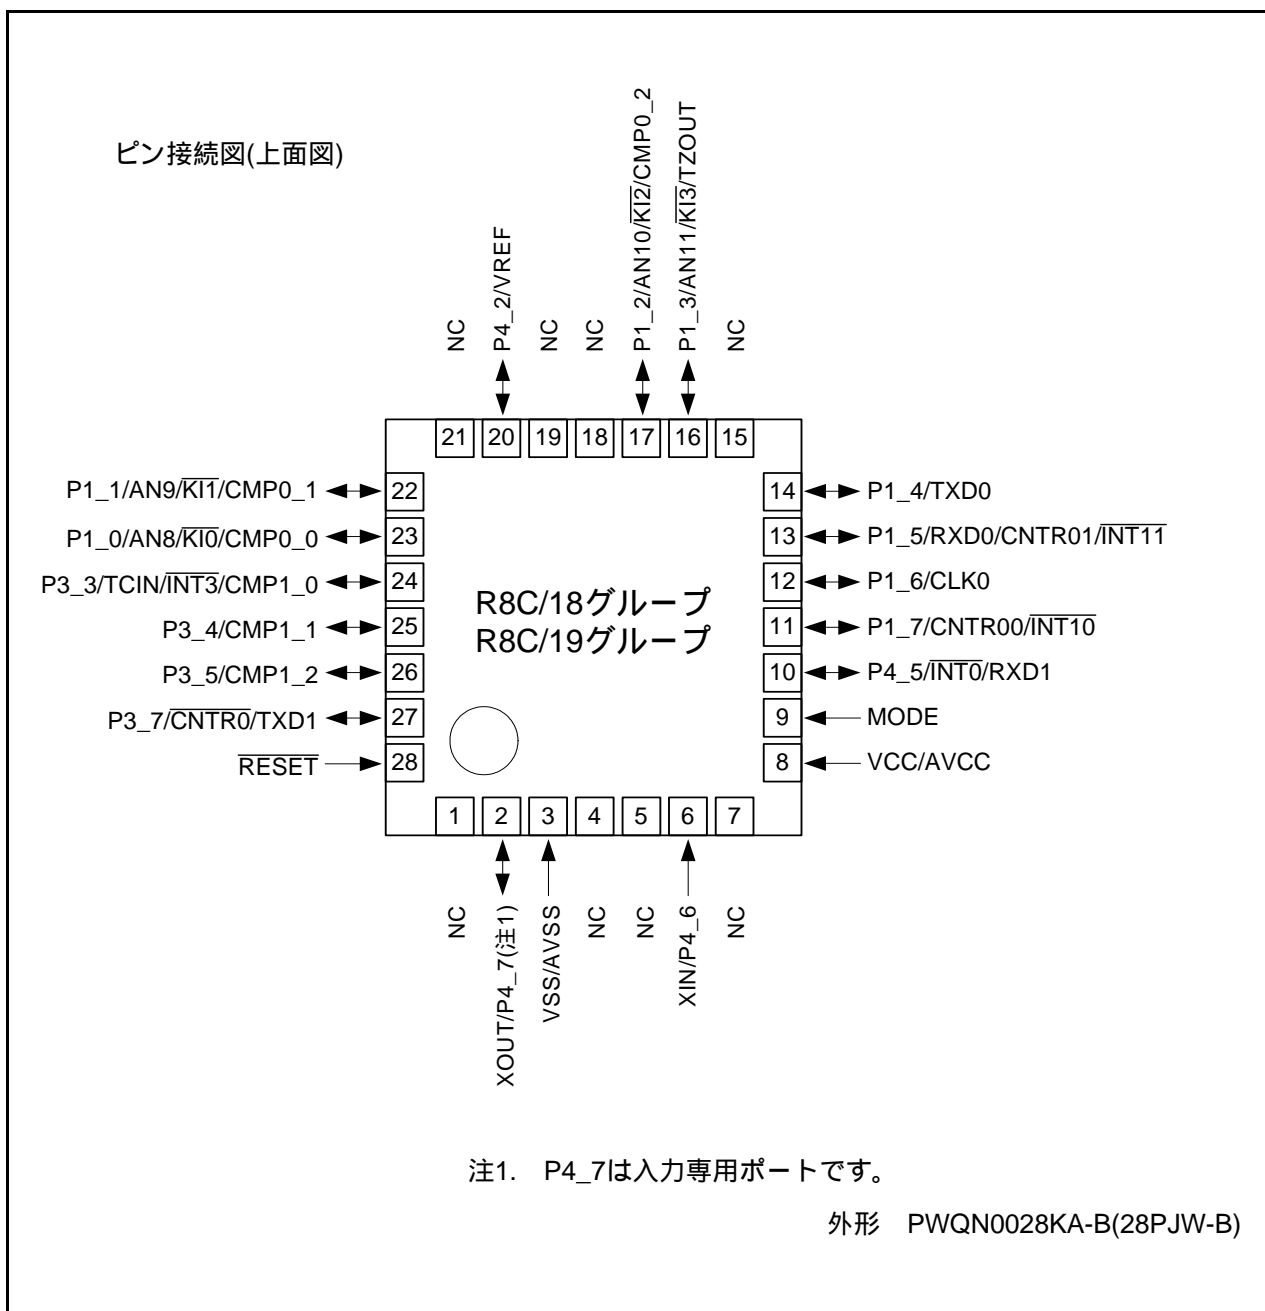 ピン接続図(上面図)
NC
P4_2/VREF
NC
NC
P1_2/AN10/KI2/CMP0_2
P1_3/AN11/KI3/TZOUT
NC
21 20 19 18 17 16 15
P1_1/AN9/KI1/CMP0_1 22
P1_0/AN8/KI0/CMP0_0 23
P3_3/TCIN/INT3/CMP1_0 24
P3_4/CMP1_1 25
P3_5/CMP1_2 26
P3_7/CNTR0/TXD1 27
RESET 28
R8C/18グループ
R8C/19グループ
14 P1_4/TXD0
13 P1_5/RXD0/CNTR01/INT11
12 P1_6/CLK0
11 P1_7/CNTR00/INT10
10 P4_5/INT0/RXD1
9 MODE
8 VCC/AVCC
1 2 3 4 5 6 7
NC
XOUT/P4_7(注1)
VSS/AVSS
NC
NC
XIN/P4_6
NC
注1. P4_7は入力専用ポートです。
外形 PWQN0028KA-B(28PJW-B)